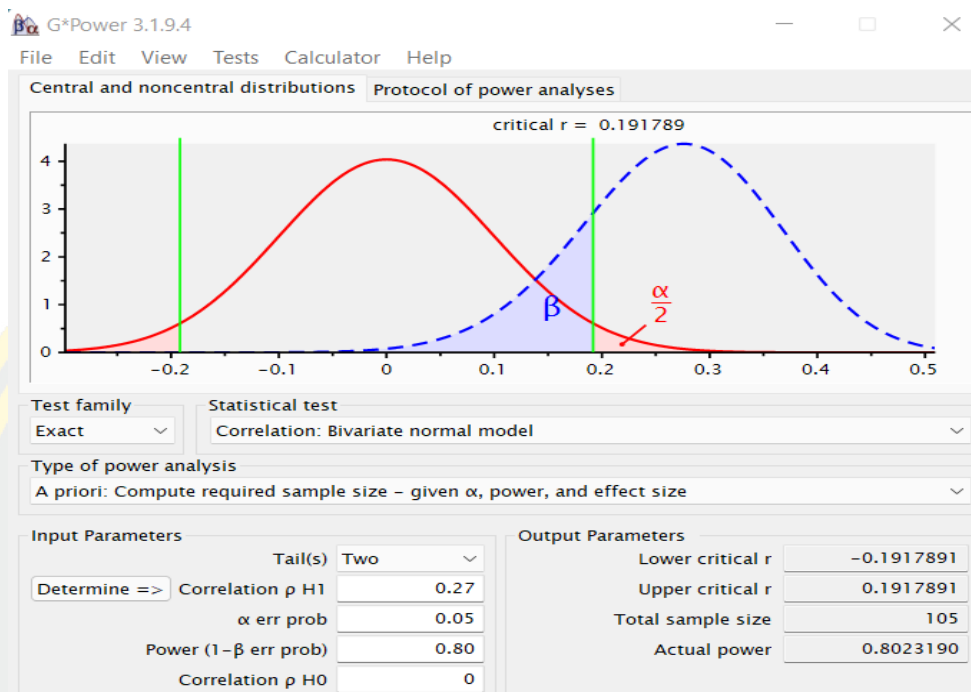 βα G*Power 3.1.9.4
File Edit View Tests Calculator Help
Central and noncentral distributions Protocol of power analyses
critical r = 0.191789
4
3
2
1
0
β
α
2
-0.2 -0.1 0 0.1 0.2 0.3 0.4 0.5
Test family Statistical test
Exact Correlation: Bivariate normal model
Type of power analysis
A priori: Compute required sample size – given α, power, and effect size
Input Parameters Output Parameters
Tail(s) Two Lower critical r -0.1917891
Determine => Correlation ρ H1 0.27 Upper critical r 0.1917891
α err prob 0.05 Total sample size 105
Power (1-β err prob) 0.80 Actual power 0.8023190
Correlation ρ H0 0